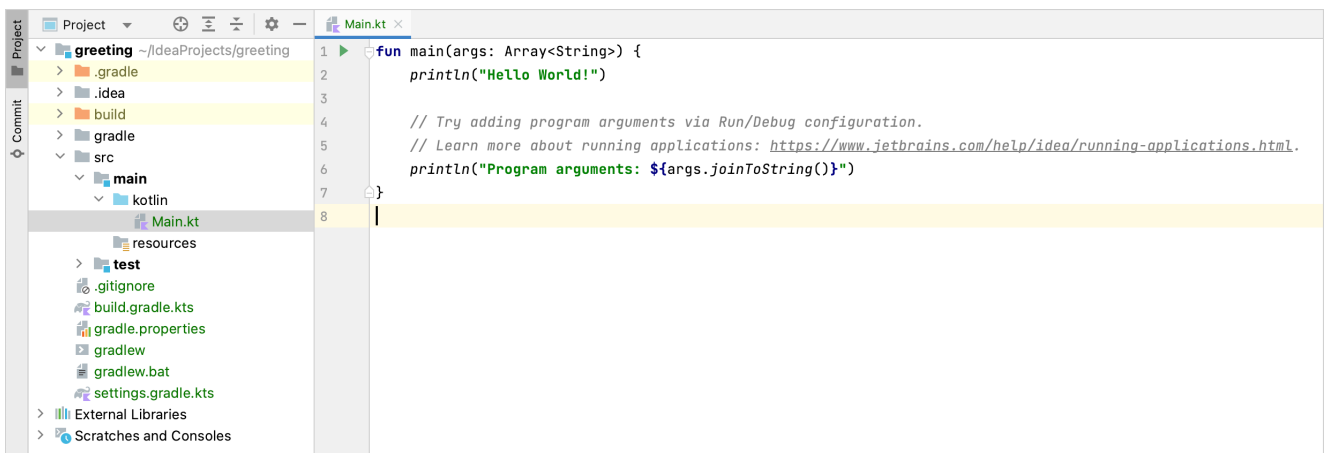 Project
Commit
Project
greeting ~/IdeaProjects/greeting
.gradle
.idea
build
gradle
src
main
kotlin
Main.kt
resources
test
.gitignore
build.gradle.kts
gradle.properties
gradlew
gradlew.bat
settings.gradle.kts
External Libraries
Scratches and Consoles
Main.kt
1 fun main(args: Array<String>) {
2     println("Hello World!")
3
4     // Try adding program arguments via Run/Debug configuration.
5     // Learn more about running applications: https://www.jetbrains.com/help/idea/running-applications.html.
6     println("Program arguments: ${args.joinToString()}")
7 }
8